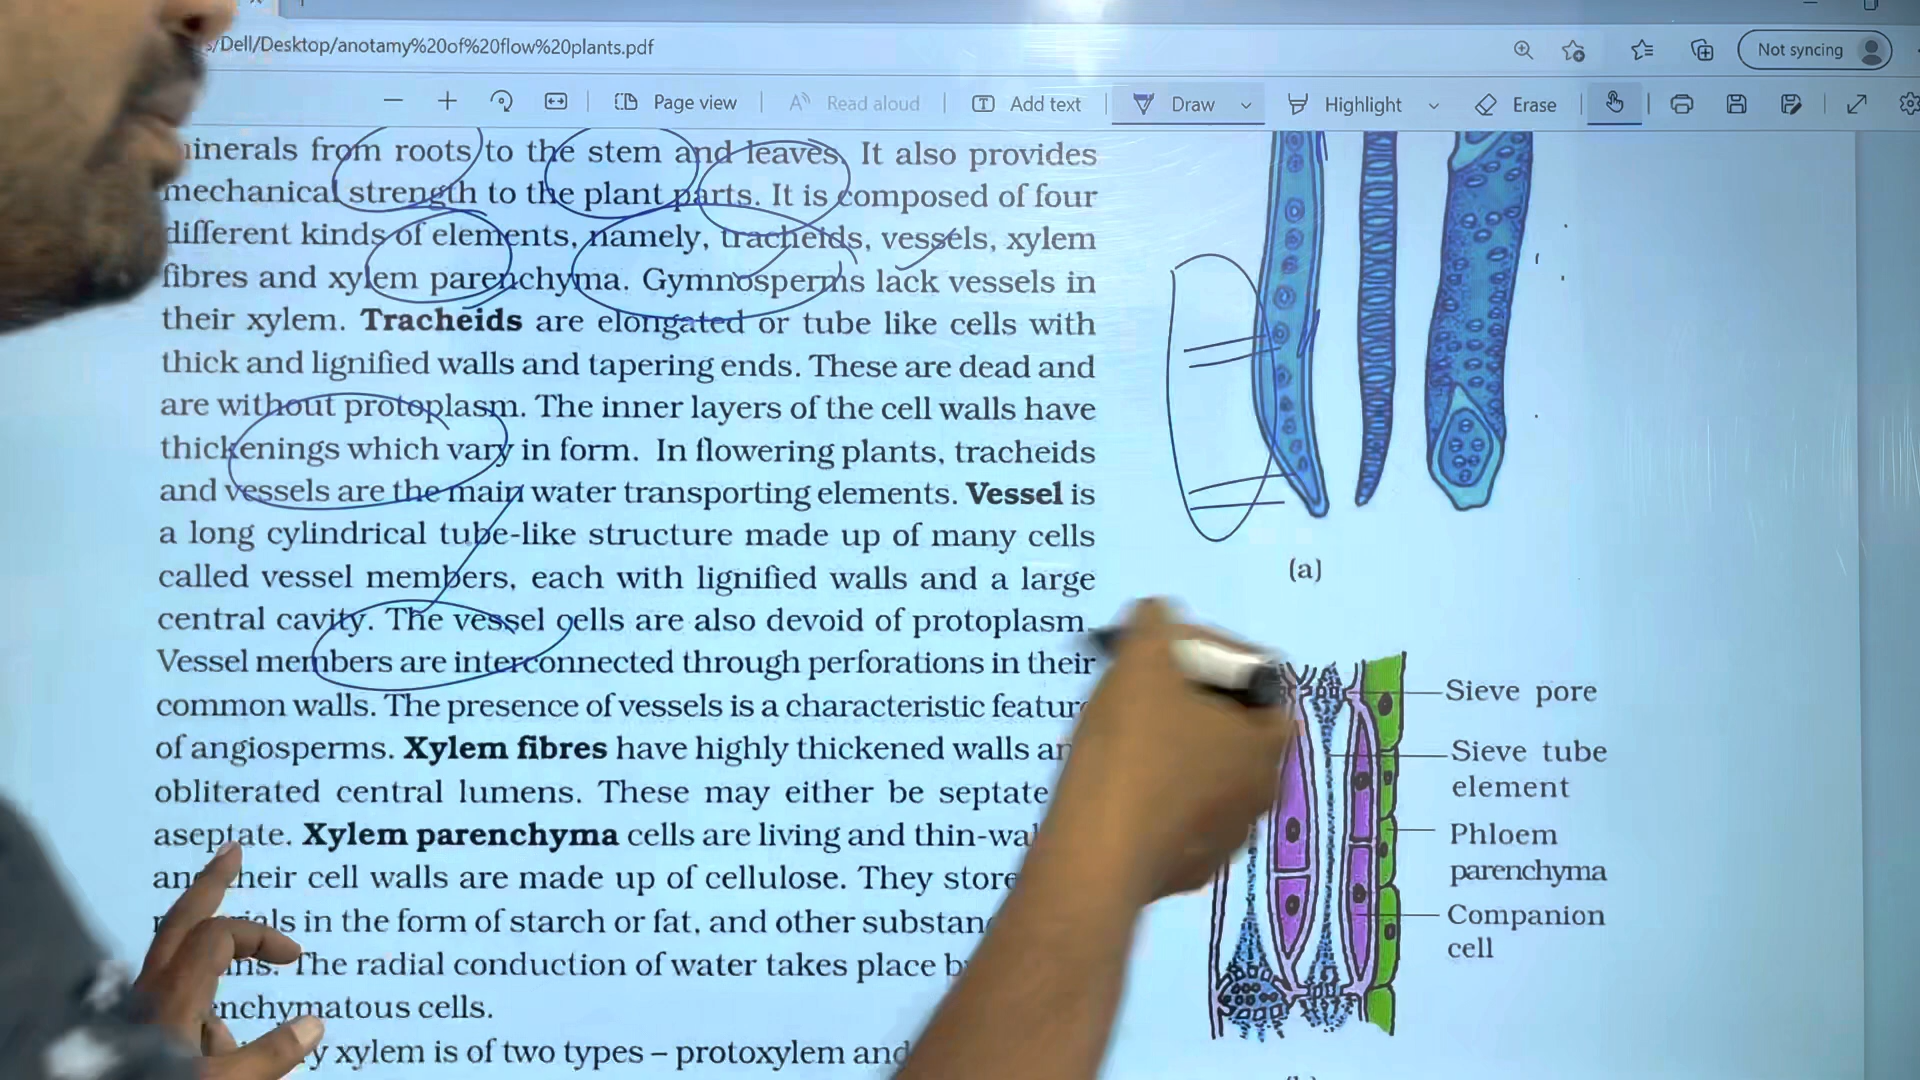 /Dell/Desktop/anotamy%20of%20flow%20plants.pdf
Not syncing
Page view
Read aloud
Add text
Draw
Highlight
Erase
minerals from roots to the stem and leaves. It also provides
mechanical strength to the plant parts. It is composed of four
different kinds of elements, namely, tracheids, vessels, xylem
fibres and xylem parenchyma. Gymnosperms lack vessels in
their xylem. Tracheids are elongated or tube like cells with
thick and lignified walls and tapering ends. These are dead and
are without protoplasm. The inner layers of the cell walls have
thickenings which vary in form. In flowering plants, tracheids
and vessels are the main water transporting elements. Vessel is
a long cylindrical tube-like structure made up of many cells
called vessel members, each with lignified walls and a large
central cavity. The vessel cells are also devoid of protoplasm.
Vessel members are interconnected through perforations in their
common walls. The presence of vessels is a characteristic feature
of angiosperms. Xylem fibres have highly thickened walls an
obliterated central lumens. These may either be septate
aseptate. Xylem parenchyma cells are living and thin-wal
and their cell walls are made up of cellulose. They store
ls in the form of starch or fat, and other substanc
ins. The radial conduction of water takes place b
enchymatous cells.
y xylem is of two types – protoxylem and
(a)
Sieve pore
Sieve tube
element
Phloem
parenchyma
Companion
cell